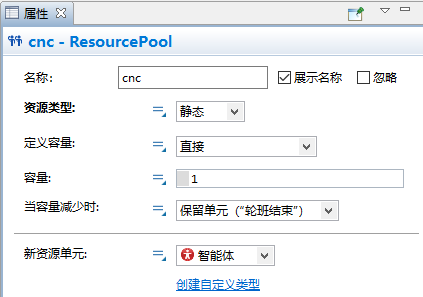 属性
cnc - ResourcePool
名称： cnc 展示名称 忽略
资源类型: 静态
定义容量: 直接
容量: 1
当容量减少时: 保留单元（“轮班结束”）
新资源单元: 智能体
创建自定义类型